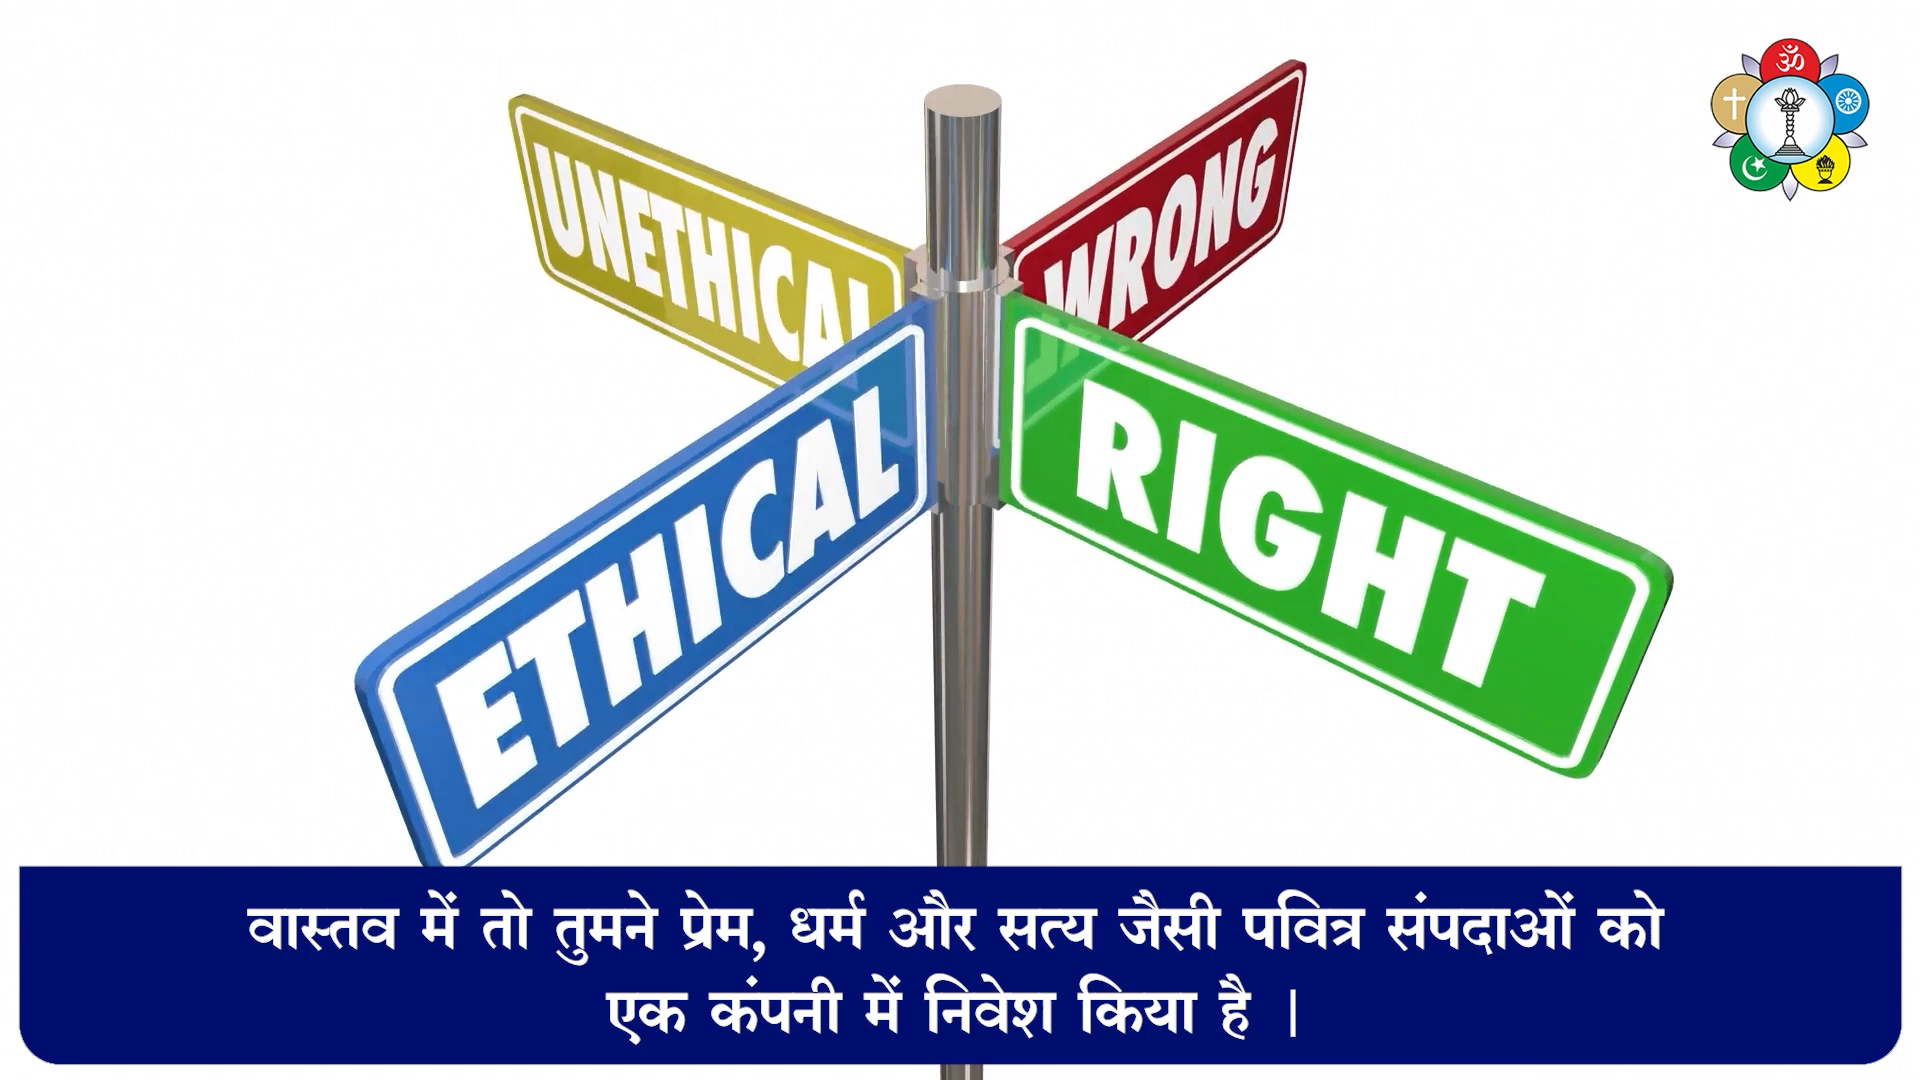 UNETHICAL
WRONG
ETHICAL
RIGHT
ॐ
वास्तव में तो तुमने प्रेम, धर्म और सत्य जैसी पवित्र संपदाओं को
एक कंपनी में निवेश किया है |